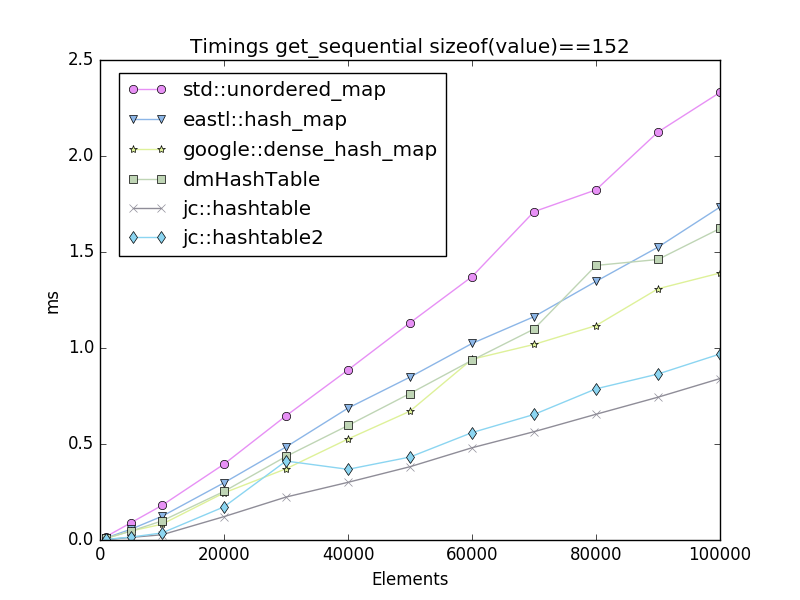 Timings get_sequential sizeof(value)==152
2.5
2.0
1.5
1.0
0.5
0.0
ms
std::unordered_map
eastl::hash_map
google::dense_hash_map
dmHashTable
jc::hashtable
jc::hashtable2
0 20000 40000 60000 80000 100000
Elements